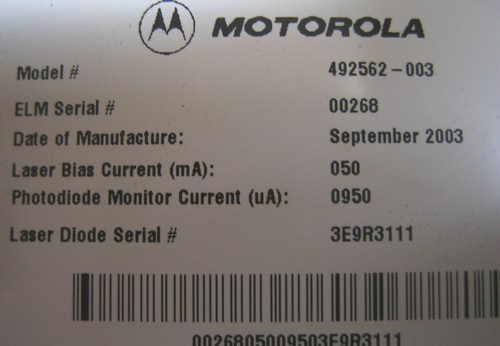 MOTOROLA
Model # 492562-003
ELM Serial # 00268
Date of Manufacture: September 2003
Laser Bias Current (mA): 050
Photodiode Monitor Current (uA): 0950
Laser Diode Serial # 3E9R3111
0026805009503E9R3111